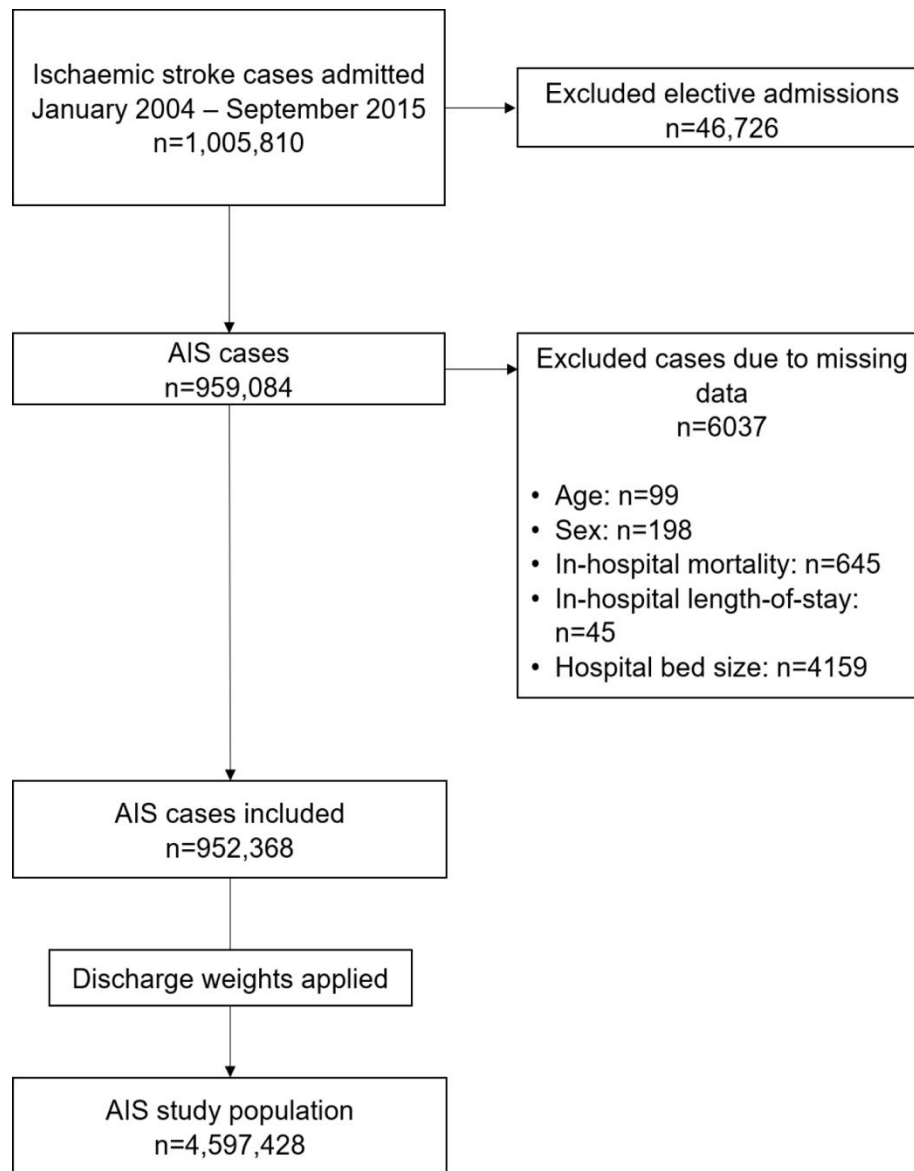 Ischaemic stroke cases admitted
January 2004 – September 2015
n=1,005,810
Excluded elective admissions
n=46,726
AIS cases
n=959,084
Excluded cases due to missing
data
n=6037
• Age: n=99
• Sex: n=198
• In-hospital mortality: n=645
• In-hospital length-of-stay:
n=45
• Hospital bed size: n=4159
AIS cases included
n=952,368
Discharge weights applied
AIS study population
n=4,597,428